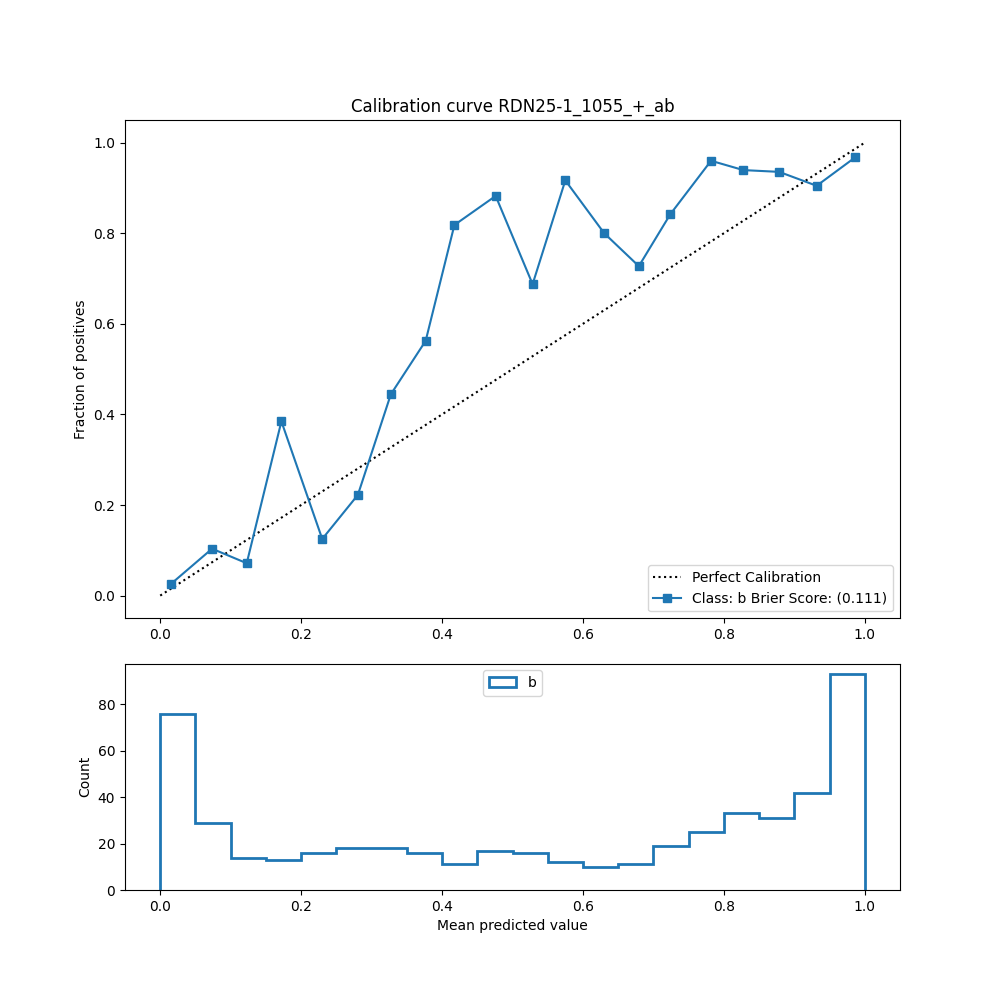 Calibration curve RDN25-1_1055_+_ab
1.0
0.8
0.6
0.4
0.2
0.0
Fraction of positives
Perfect Calibration
Class: b Brier Score: (0.111)
0.0 0.2 0.4 0.6 0.8 1.0
b
80
60
40
20
0
Count
0.0 0.2 0.4 0.6 0.8 1.0
Mean predicted value